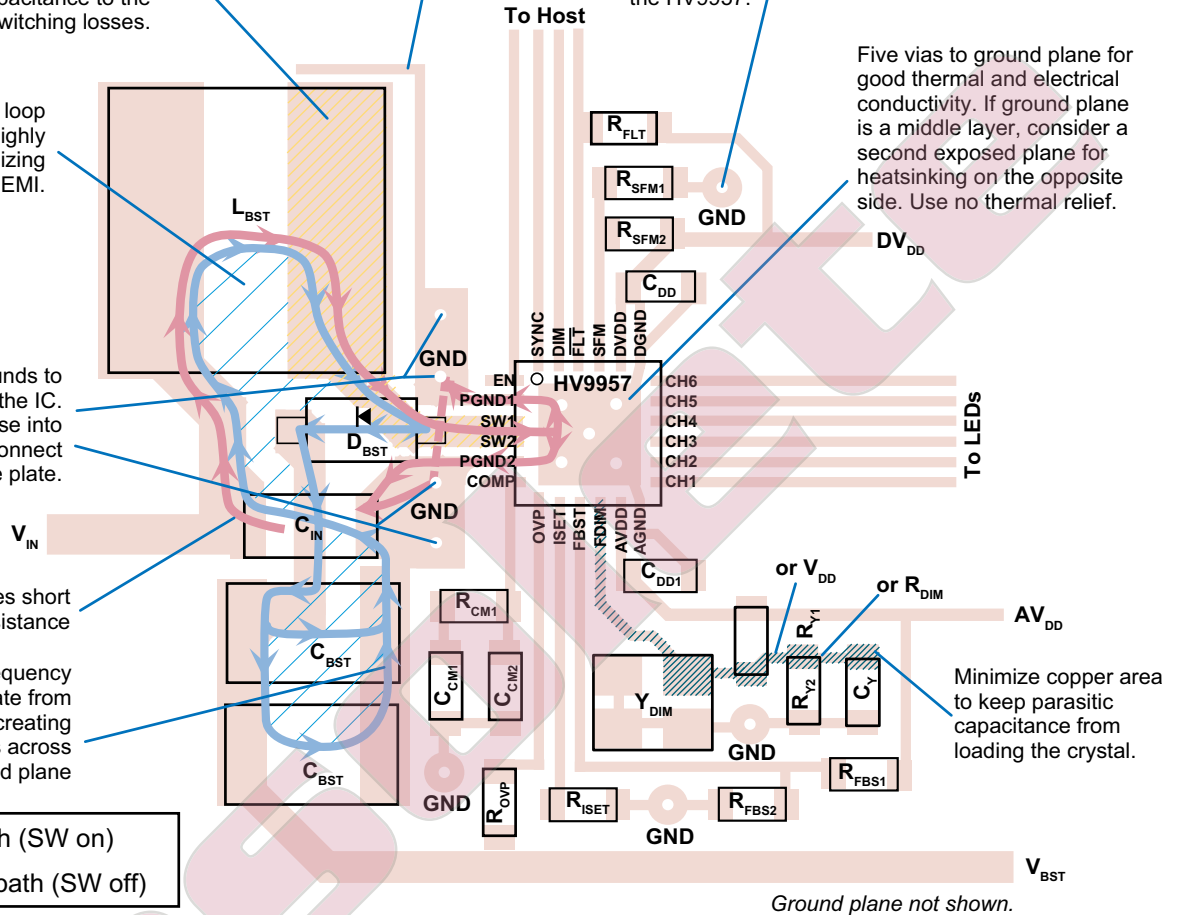 pacitance to the
witching losses.
To Host
the HV9957.
Five vias to ground plane for
good thermal and electrical
conductivity. If ground plane
is a middle layer, consider a
second exposed plane for
heatsinking on the opposite
side. Use no thermal relief.
loop
ighly
izing
EMI.
RFLT
RSFM1
GND
RSFM2
DVDD
LBST
CDD
SYNC
DIM
FLT
SFM
DVDD
DGND
GND
HV9957
EN
PGND1
SW1
SW2
PGND2
COMP
CH6
CH5
CH4
CH3
CH2
CH1
To LEDs
unds to
the IC.
se into
onnect
e plate.
DBST
GND
OVP
ISET
FBST
FDIM
AVDD
AGND
VIN
CIN
CDD1
es short
sistance
or VDD
or RDIM
RCM1
RY1
AVDD
CBST
CCM1
CCM2
YDIM
RY2
CY
equency
ate from
creating
s across
d plane
Minimize copper area
to keep parasitic
capacitance from
loading the crystal.
GND
CBST
GND
ROVP
RISET
GND
RFBS2
RFBS1
h (SW on)
path (SW off)
VBST
Ground plane not shown.
Obsolete